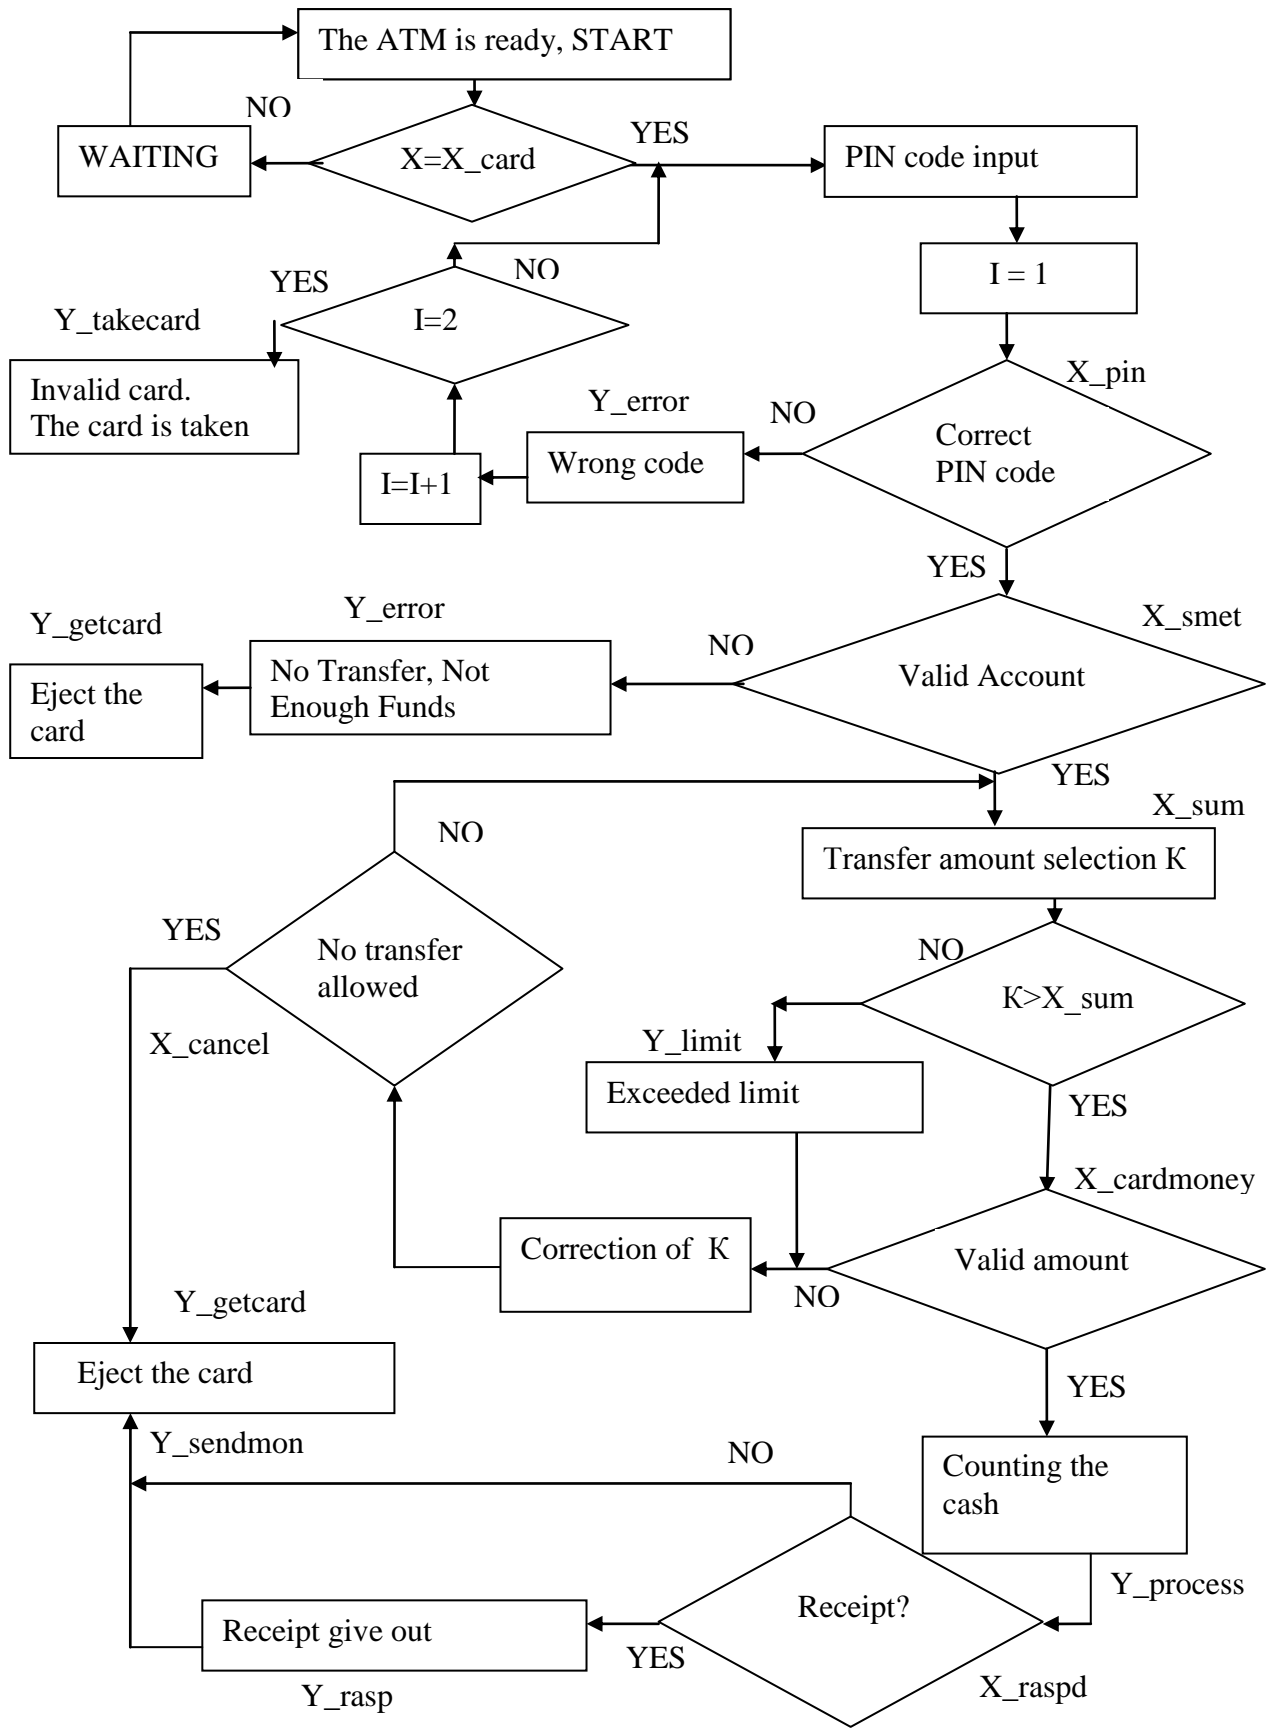 The ATM is ready, START
NO
YES
WAITING
X=X_card
PIN code input
YES
NO
I = 1
Y_takecard
I=2
X_pin
Invalid card.
The card is taken
Y_error
NO
Correct
PIN code
I=I+1
Wrong code
YES
Y_getcard
Y_error
NO
X_smet
Eject the
card
No Transfer, Not
Enough Funds
Valid Account
YES
X_sum
NO
Transfer amount selection К
YES
No transfer
allowed
NO
К>X_sum
X_cancel
Y_limit
Exceeded limit
YES
X_cardmoney
Correction of К
Valid amount
NO
Y_getcard
Eject the card
YES
Y_sendmon
NO
Counting the
cash
Y_process
Receipt?
Receipt give out
YES
Y_rasp
X_raspd